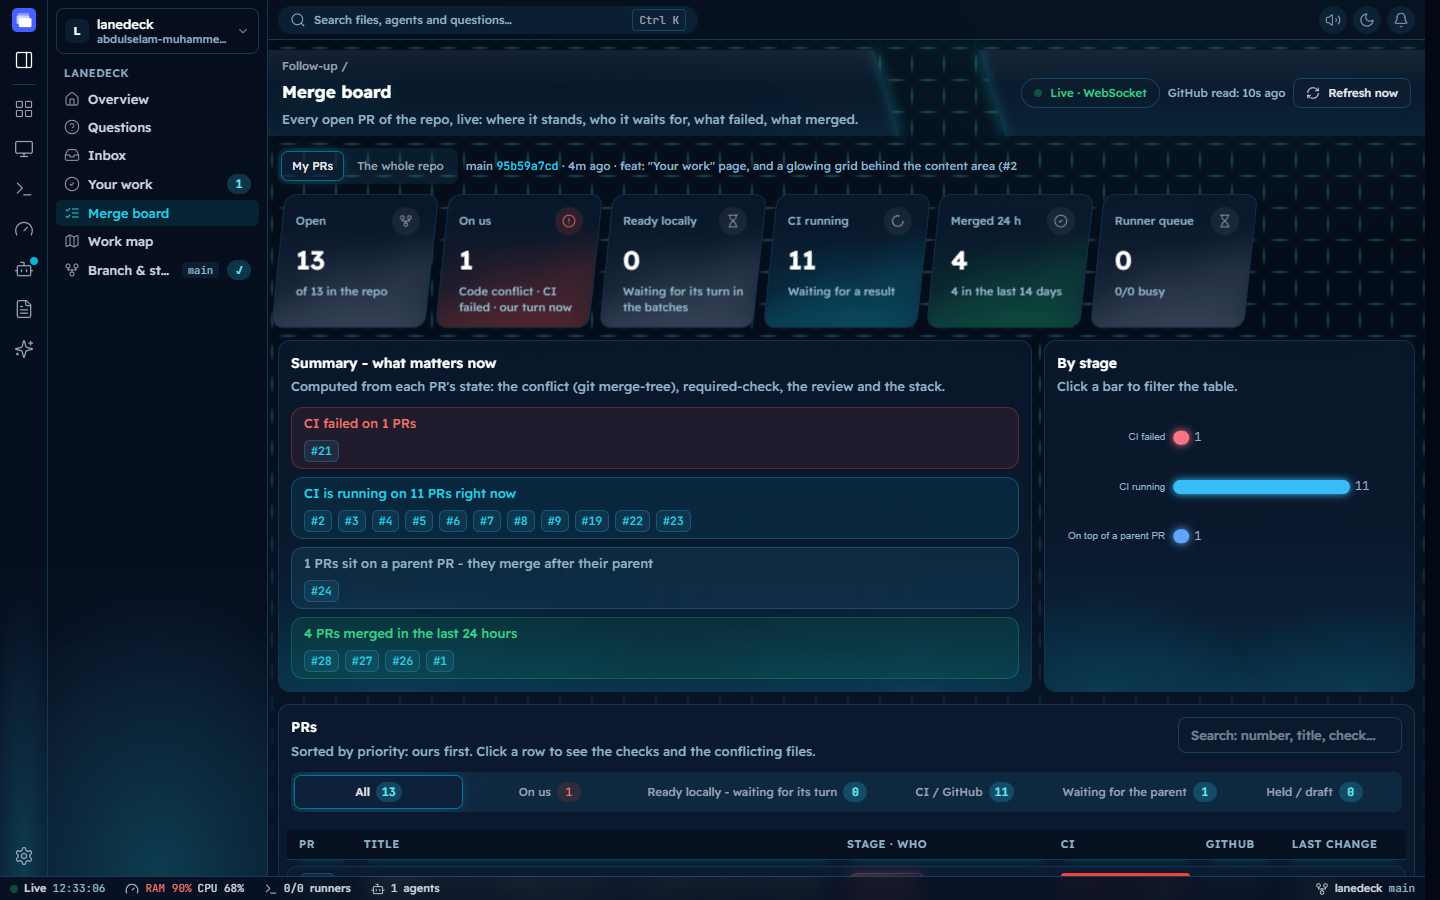 L
lanedeck
abdulselam-muhamme...
LANEDECK
Overview
Questions
Inbox
Your work 1
Merge board
Work map
Branch & st... main
Search files, agents and questions... Ctrl K
Follow-up /
Merge board
Every open PR of the repo, live: where it stands, who it waits for, what failed, what merged.
Live · WebSocket
GitHub read: 10s ago
Refresh now
My PRs
The whole repo
main 95b59a7cd · 4m ago · feat: "Your work" page, and a glowing grid behind the content area (#2
Open
13
of 13 in the repo
On us
1
Code conflict · CI
failed · our turn now
Ready locally
0
Waiting for its turn in
the batches
CI running
11
Waiting for a result
Merged 24 h
4
4 in the last 14 days
Runner queue
0
0/0 busy
Summary - what matters now
Computed from each PR's state: the conflict (git merge-tree), required-check, the review and the stack.
CI failed on 1 PRs
#21
CI is running on 11 PRs right now
#2 #3 #4 #5 #6 #7 #8 #9 #19 #22 #23
1 PRs sit on a parent PR - they merge after their parent
#24
4 PRs merged in the last 24 hours
#28 #27 #26 #1
By stage
Click a bar to filter the table.
CI failed 1
CI running 11
On top of a parent PR 1
PRs
Sorted by priority: ours first. Click a row to see the checks and the conflicting files.
Search: number, title, check...
All 13
On us 1
Ready locally - waiting for its turn 0
CI / GitHub 11
Waiting for the parent 1
Held / draft 0
PR TITLE STAGE · WHO CI GITHUB LAST CHANGE
Live 12:33:06
RAM 90% CPU 68%
0/0 runners
1 agents
lanedeck main